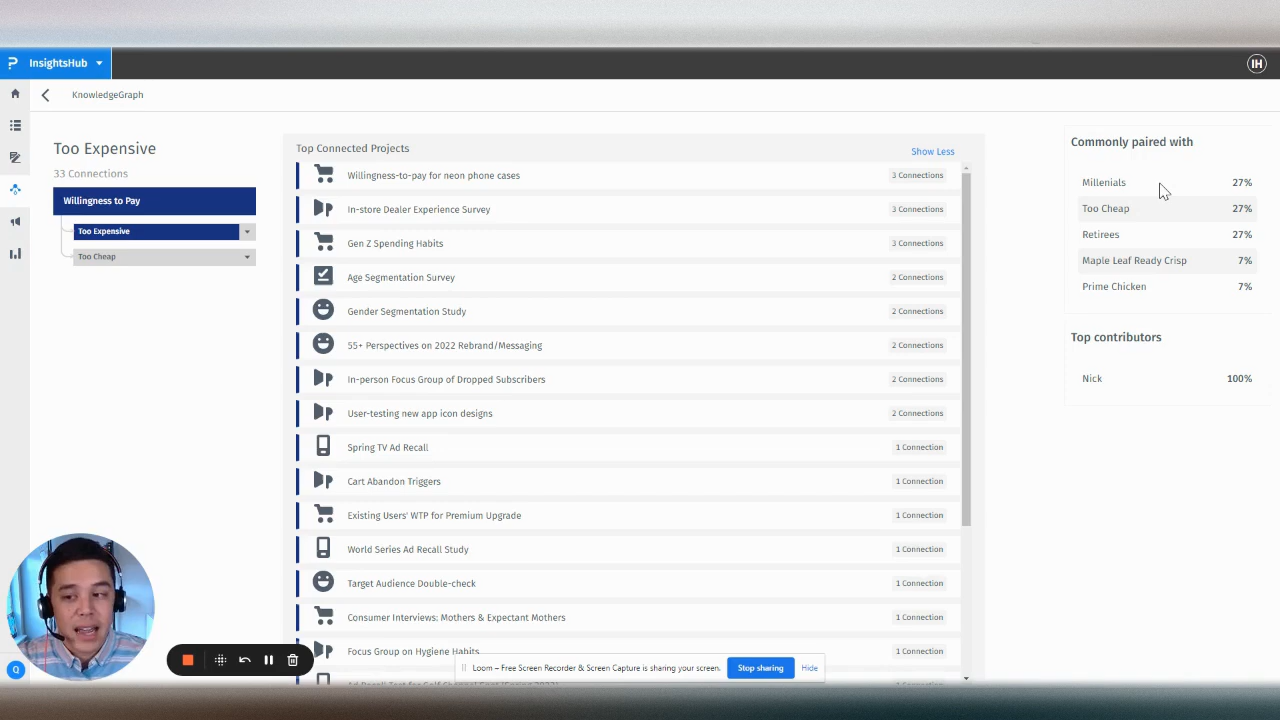 InsightsHub
IH
KnowledgeGraph
Too Expensive
33 Connections
Willingness to Pay
Too Expensive
Too Cheap
Top Connected Projects
Show Less
Willingness-to-pay for neon phone cases 3 Connections
In-store Dealer Experience Survey 3 Connections
Gen Z Spending Habits 3 Connections
Age Segmentation Survey 2 Connections
Gender Segmentation Study 2 Connections
55+ Perspectives on 2022 Rebrand/Messaging 2 Connections
In-person Focus Group of Dropped Subscribers 2 Connections
User-testing new app icon designs 2 Connections
Spring TV Ad Recall 1 Connection
Cart Abandon Triggers 1 Connection
Existing Users' WTP for Premium Upgrade 1 Connection
World Series Ad Recall Study 1 Connection
Target Audience Double-check 1 Connection
Consumer Interviews: Mothers & Expectant Mothers 1 Connection
Focus Group on Hygiene Habits
Commonly paired with
Millenials 27%
Too Cheap 27%
Retirees 27%
Maple Leaf Ready Crisp 7%
Prime Chicken 7%
Top contributors
Nick 100%
Q
Loom – Free Screen Recorder & Screen Capture is sharing your screen. Stop sharing Hide